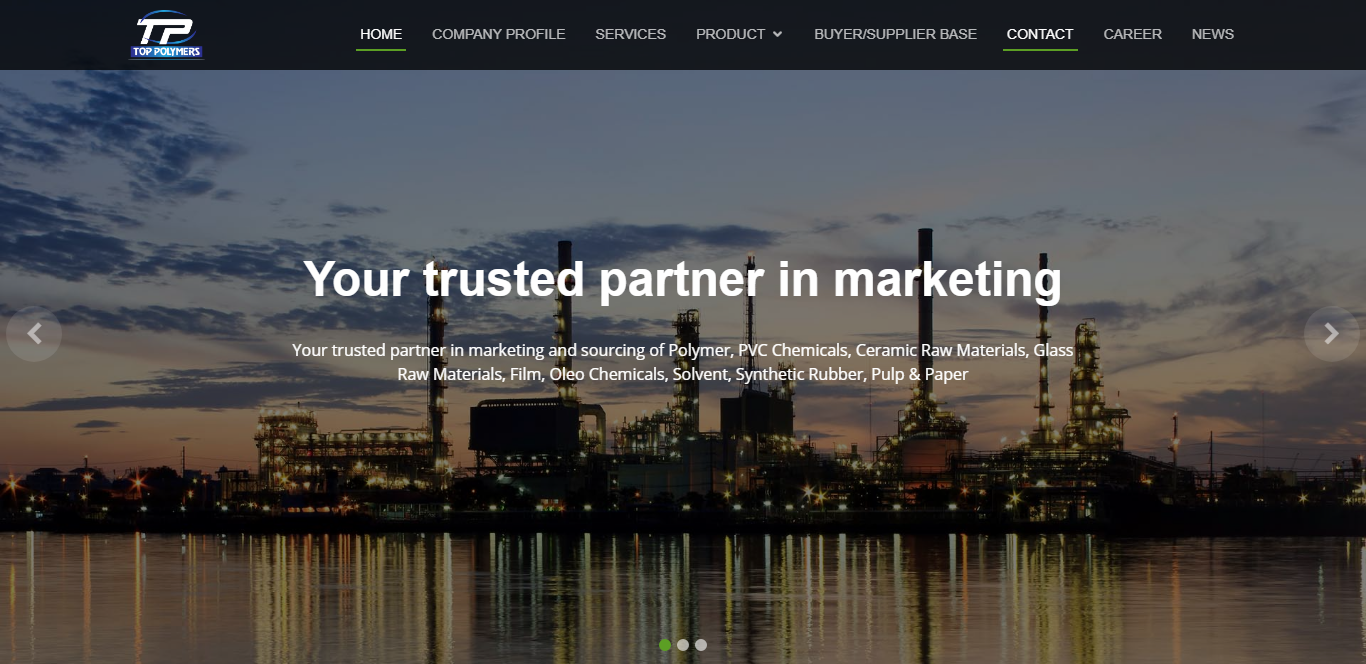 TP
TOP POLYMERS
HOME COMPANY PROFILE SERVICES PRODUCT BUYER/SUPPLIER BASE CONTACT CAREER NEWS
Your trusted partner in marketing
Your trusted partner in marketing and sourcing of Polymer, PVC Chemicals, Ceramic Raw Materials, Glass
Raw Materials, Film, Oleo Chemicals, Solvent, Synthetic Rubber, Pulp & Paper